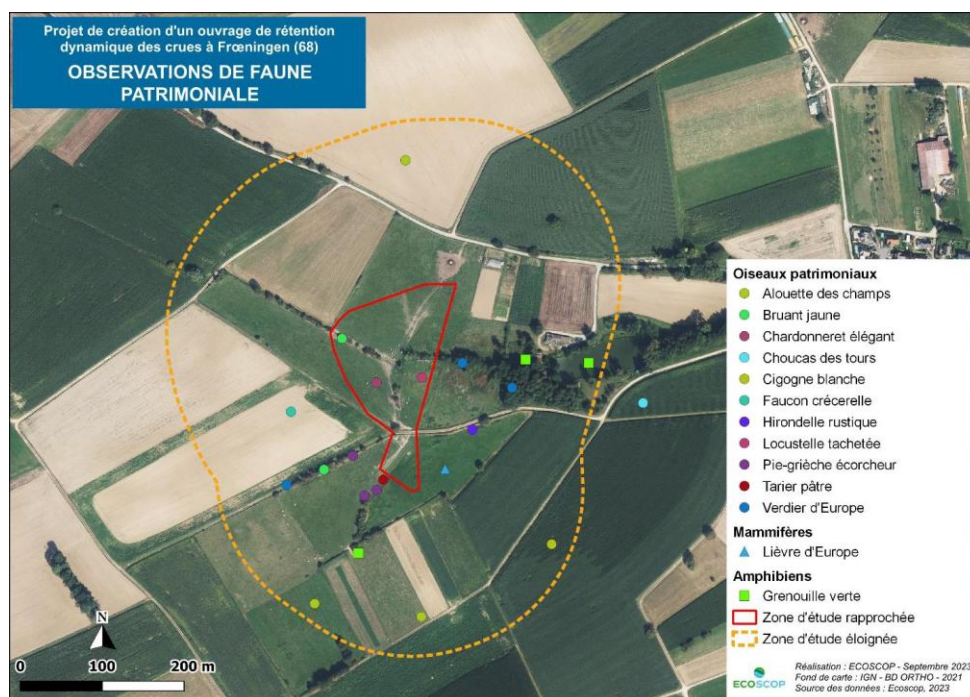 Projet de création d'un ouvrage de rétention
dynamique des crues à Frœningen (68)
OBSERVATIONS DE FAUNE
PATRIMONIALE
Oiseaux patrimoniaux
Alouette des champs
Bruant jaune
Chardonneret élégant
Choucas des tours
Cigogne blanche
Faucon crécerelle
Hirondelle rustique
Locustelle tachetée
Pie-grièche écorcheur
Tarier pâtre
Verdier d'Europe
Mammifères
Lièvre d'Europe
Amphibiens
Grenouille verte
Zone d'étude rapprochée
Zone d'étude éloignée
N
0 100 200 m
ECOSCOP
Réalisation : ECOSCOP - Septembre 2023
Fond de carte : IGN - BD ORTHO - 2021
Source des données : Ecoscop, 2023